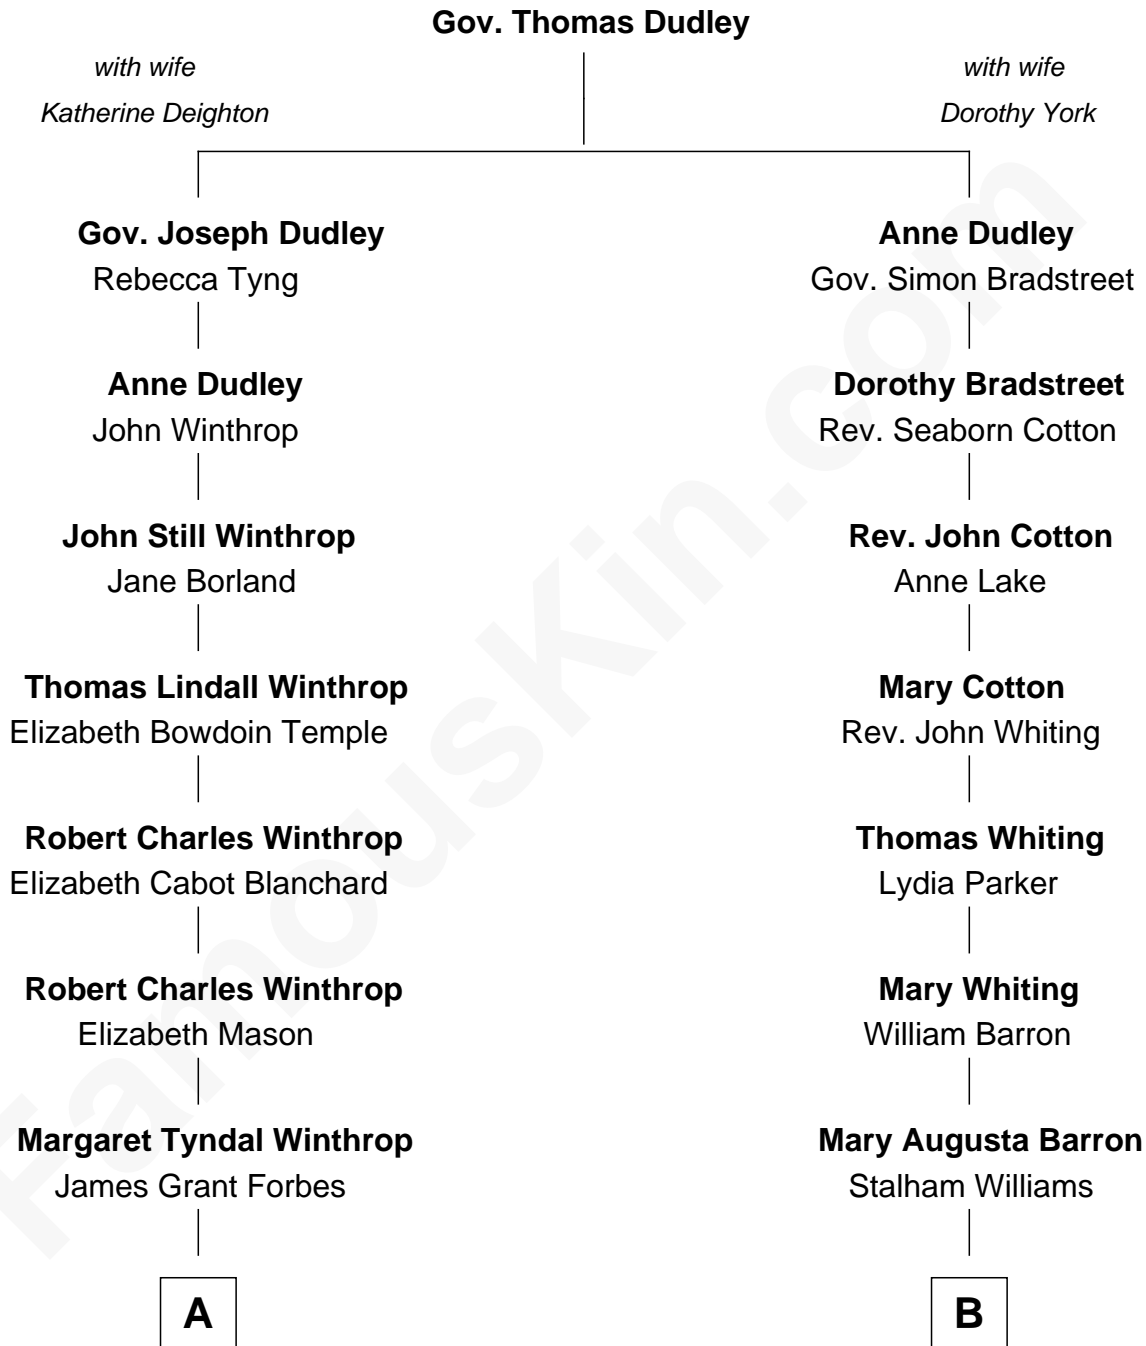 Gov. Thomas Dudley
with wife
Katherine Deighton
with wife
Dorothy York
Gov. Joseph Dudley
Rebecca Tyng
Anne Dudley
Gov. Simon Bradstreet
Anne Dudley
John Winthrop
Dorothy Bradstreet
Rev. Seaborn Cotton
John Still Winthrop
Jane Borland
Rev. John Cotton
Anne Lake
Thomas Lindall Winthrop
Elizabeth Bowdoin Temple
Mary Cotton
Rev. John Whiting
Robert Charles Winthrop
Elizabeth Cabot Blanchard
Thomas Whiting
Lydia Parker
Robert Charles Winthrop
Elizabeth Mason
Mary Whiting
William Barron
Margaret Tyndal Winthrop
James Grant Forbes
Mary Augusta Barron
Stalham Williams
A
B
FamousKin.com